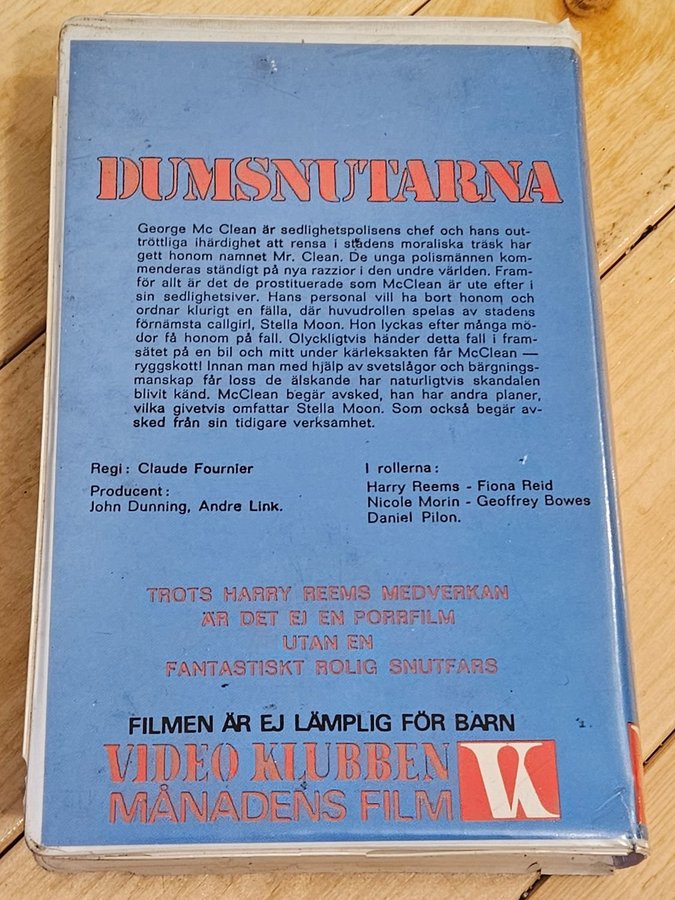 DUMSNUTARNA
George Mc Clean är sedlighetspolisens chef och hans out-
tröttliga ihärdighet att rensa i stadens moraliska träsk har
gett honom namnet Mr. Clean. De unga polismännen kom-
menderas ständigt på nya razzior i den undre världen. Fram-
för allt är det de prostituerade som McClean är ute efter i
sin sedlighetsiver. Hans personal vill ha bort honom och
ordnar klurigt en fälla, där huvudrollen spelas av stadens
förnämsta callgirl, Stella Moon. Hon lyckas efter många mö-
dor få honom på fall. Olyckligtvis händer detta fall i fram-
sätet på en bil och mitt under kärleksakten får McClean —
ryggskott! Innan man med hjälp av svetslågor och bärgnings-
manskap får loss de älskande har naturligtvis skandalen
blivit känd. McClean begär avsked, han har andra planer,
vilka givetvis omfattar Stella Moon. Som också begär av-
sked från sin tidigare verksamhet.
Regi: Claude Fournier
Producent:
John Dunning, Andre Link.
I rollerna:
Harry Reems - Fiona Reid
Nicole Morin - Geoffrey Bowes
Daniel Pilon.
TROTS HARRY REEMS MEDVERKAN
ÄR DET EJ EN PORRFILM
UTAN EN
FANTASTISKT ROLIG SNUTFARS
FILMEN ÄR EJ LÄMPLIG FÖR BARN
VIDEO KLUBBEN
MÅNADENS FILM
VK